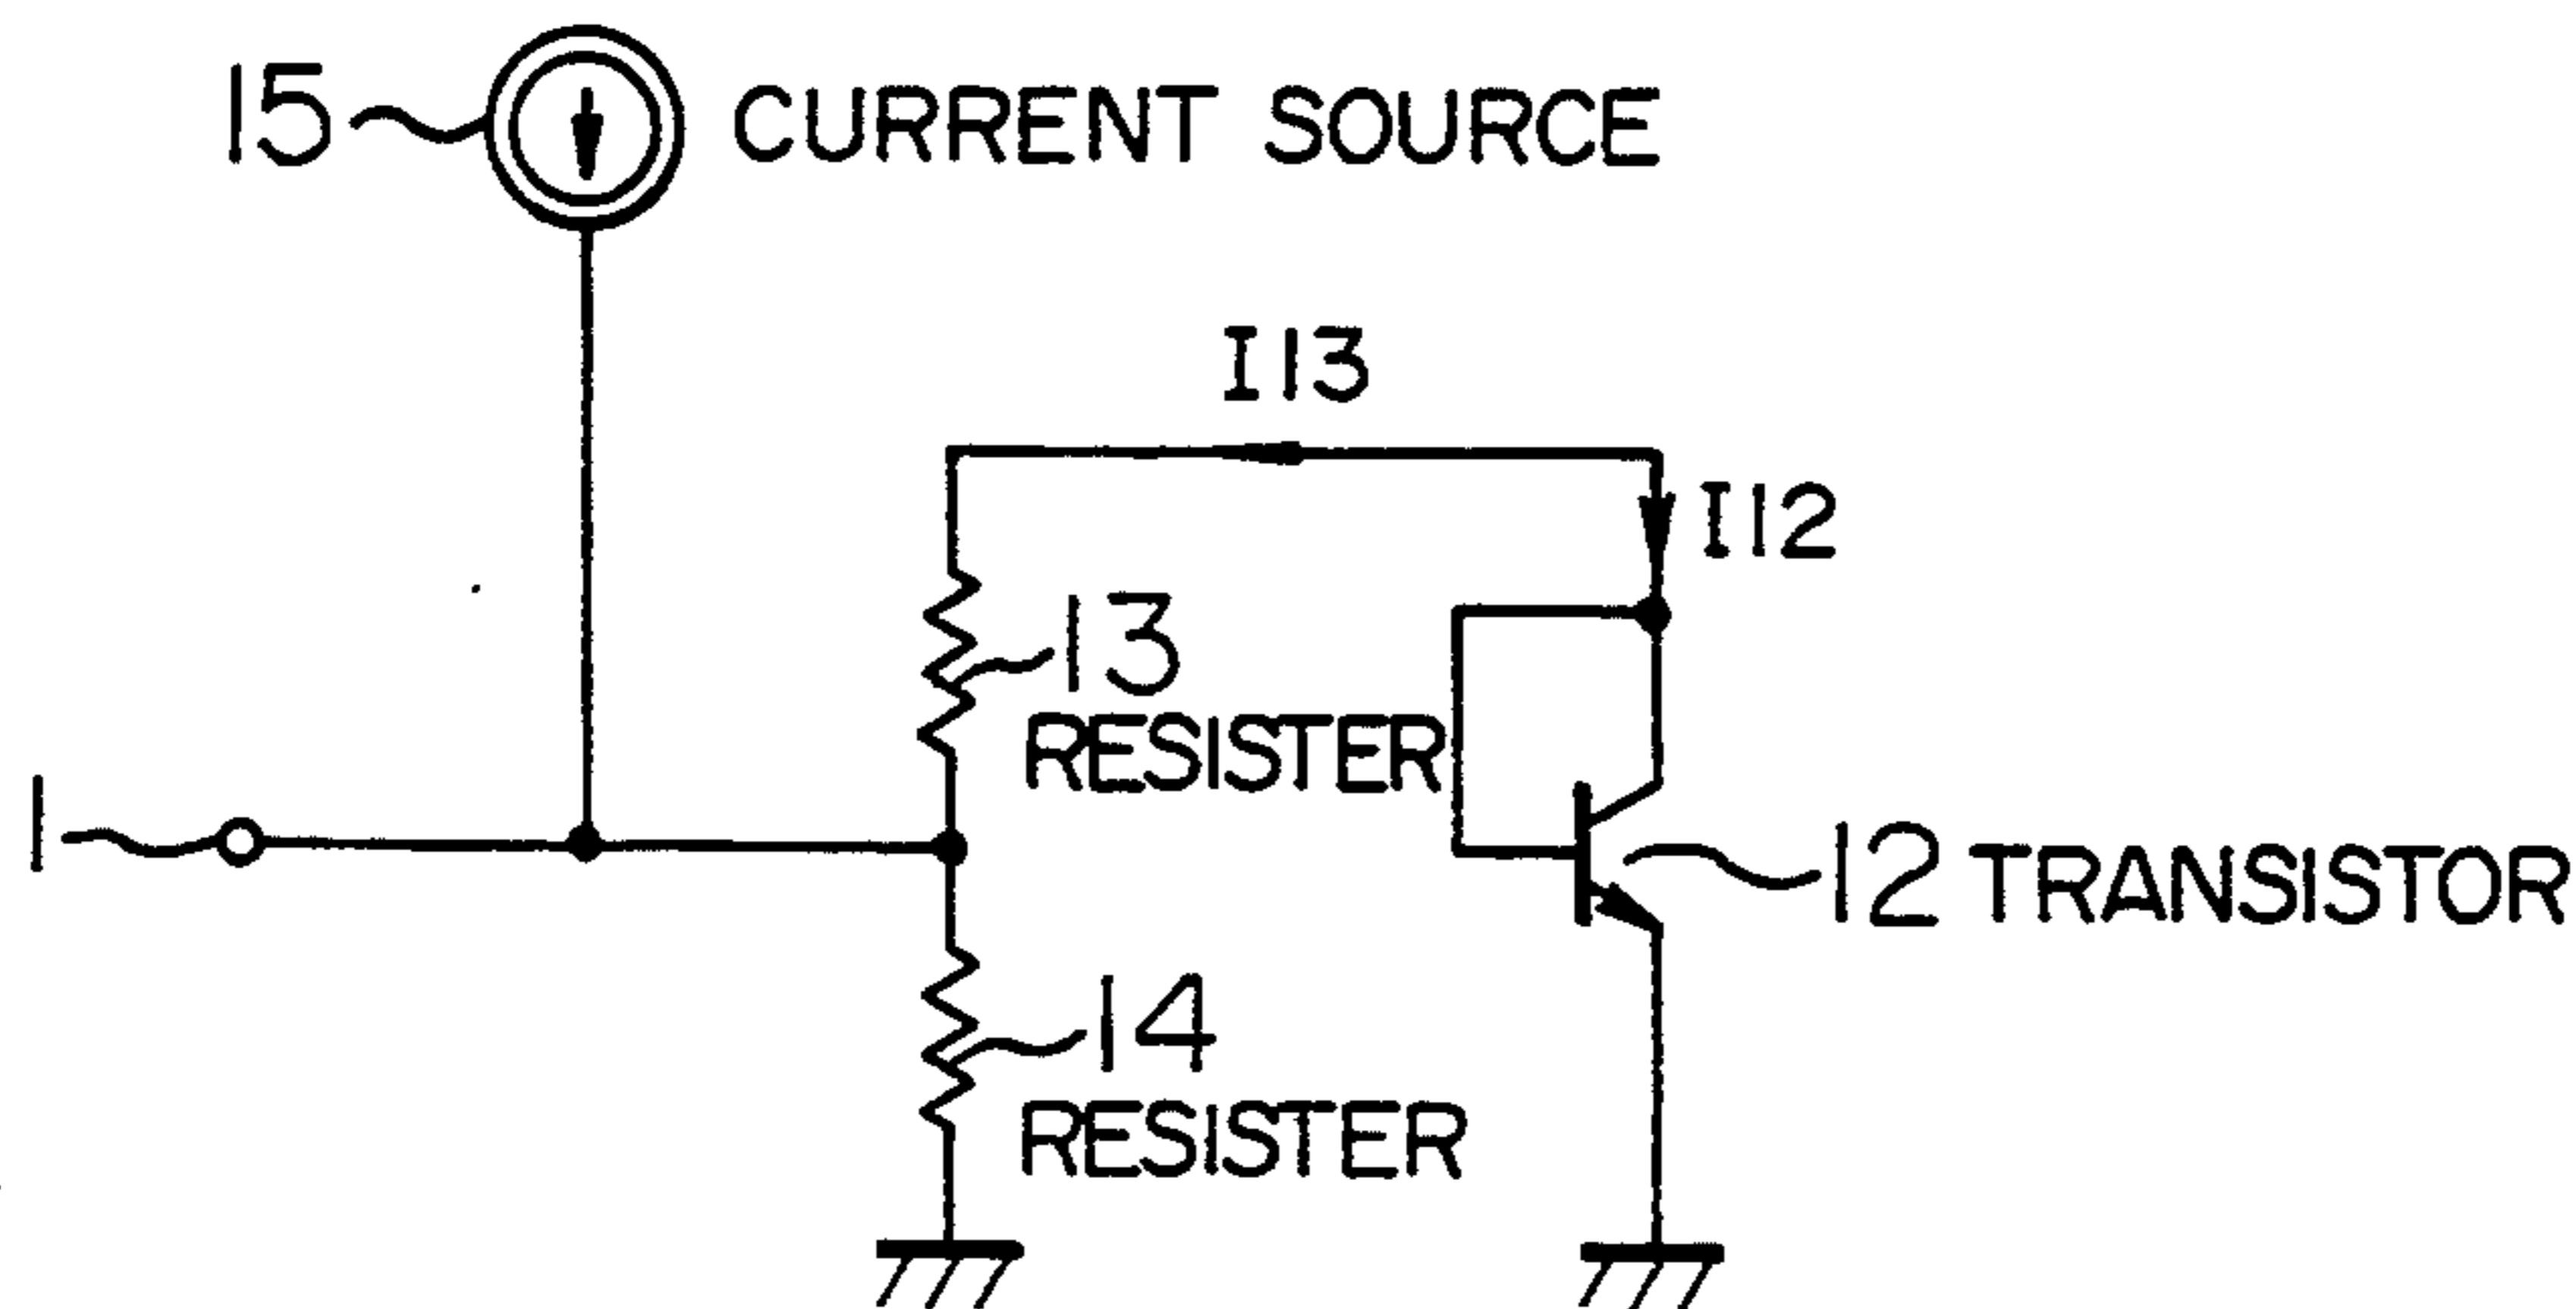 15 CURRENT SOURCE
I13
I12
13
RESISTER
1
12 TRANSISTOR
14
RESISTER